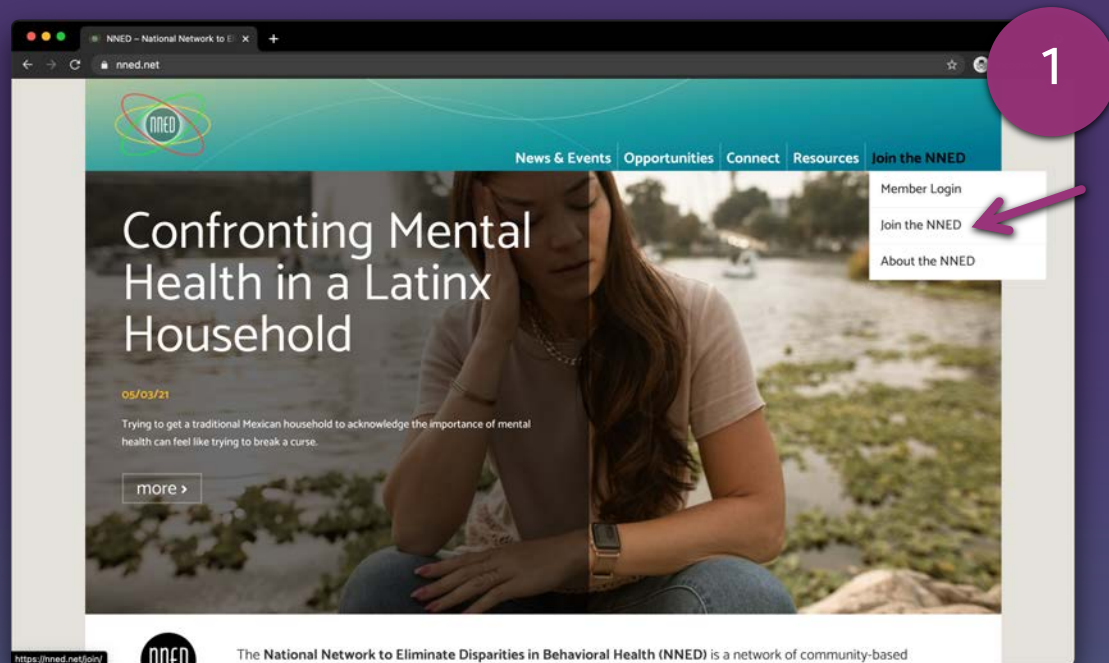 1
NNED – National Network to El
nned.net
NNED
News & Events Opportunities Connect Resources Join the NNED
Member Login
Join the NNED
About the NNED
Confronting Mental
Health in a Latinx
Household
05/03/21
Trying to get a traditional Mexican household to acknowledge the importance of mental
health can feel like trying to break a curse.
more >
NNED
The National Network to Eliminate Disparities in Behavioral Health (NNED) is a network of community-based
https://nned.net/join/